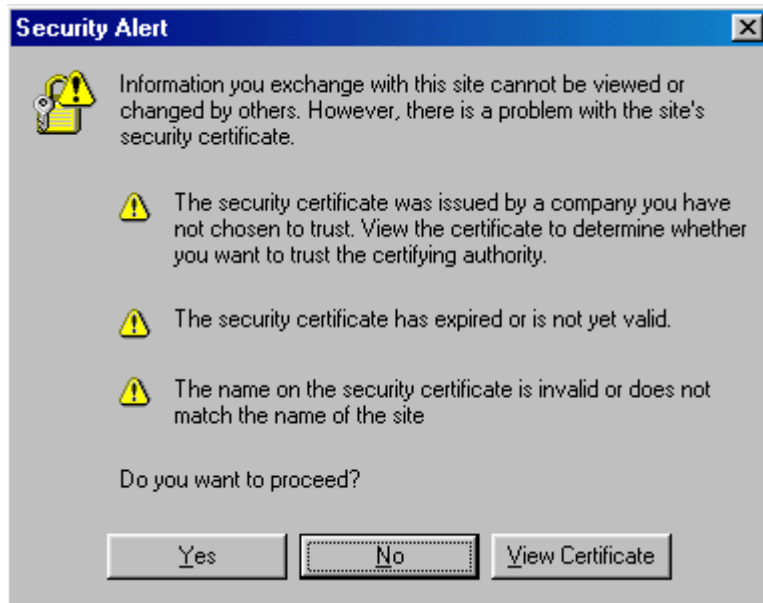 Security Alert
Information you exchange with this site cannot be viewed or
changed by others. However, there is a problem with the site's
security certificate.
The security certificate was issued by a company you have
not chosen to trust. View the certificate to determine whether
you want to trust the certifying authority.
The security certificate has expired or is not yet valid.
The name on the security certificate is invalid or does not
match the name of the site
Do you want to proceed?
Yes No View Certificate